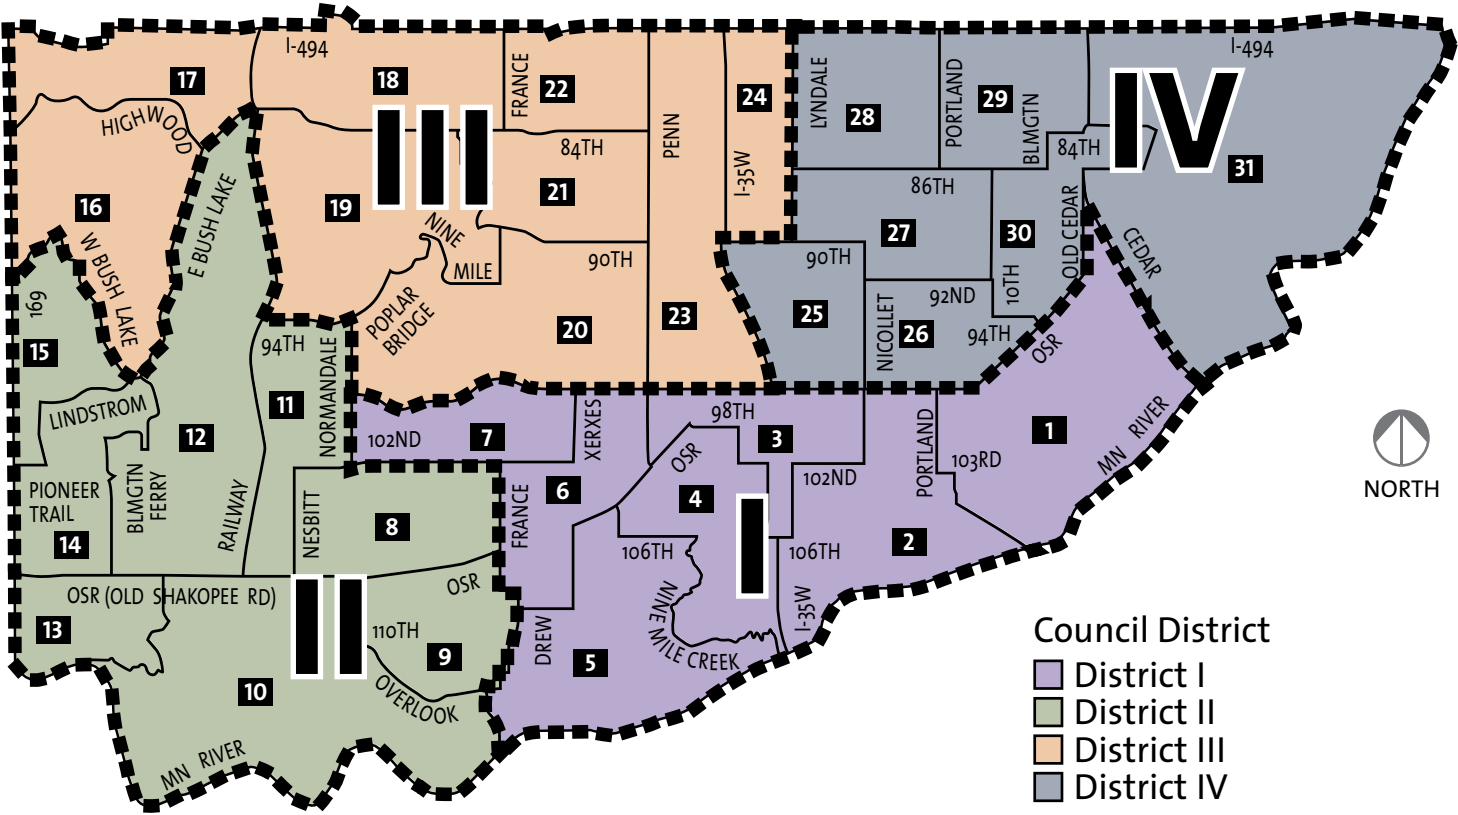 I-494
I-494
17
18
FRANCE
22
24
LYNDALE
28
PORTLAND
29
BLMGTN
84TH
IV
31
HIGHWOOD
III
84TH
PENN
I-35W
86TH
16
E BUSH LAKE
19
21
NINE
MILE
27
30
OLD CEDAR
CEDAR
W BUSH LAKE
90TH
90TH
10TH
169
POPLAR
BRIDGE
20
23
25
NICOLLET
92ND
26
94TH
OSR
15
94TH
NORMANDALE
LINDSTROM
11
12
102ND
7
XERXES
98TH
3
PORTLAND
1
103RD
MN RIVER
OSR
102ND
PIONEER
TRAIL
14
BLMGTN
FERRY
RAILWAY
NESBITT
8
FRANCE
6
4
I
106TH
106TH
2
NORTH
OSR (OLD SHAKOPEE RD)
II
OSR
13
110TH
9
DREW
5
NINE MILE CREEK
I-35W
10
OVERLOOK
MN RIVER
Council District
District I
District II
District III
District IV